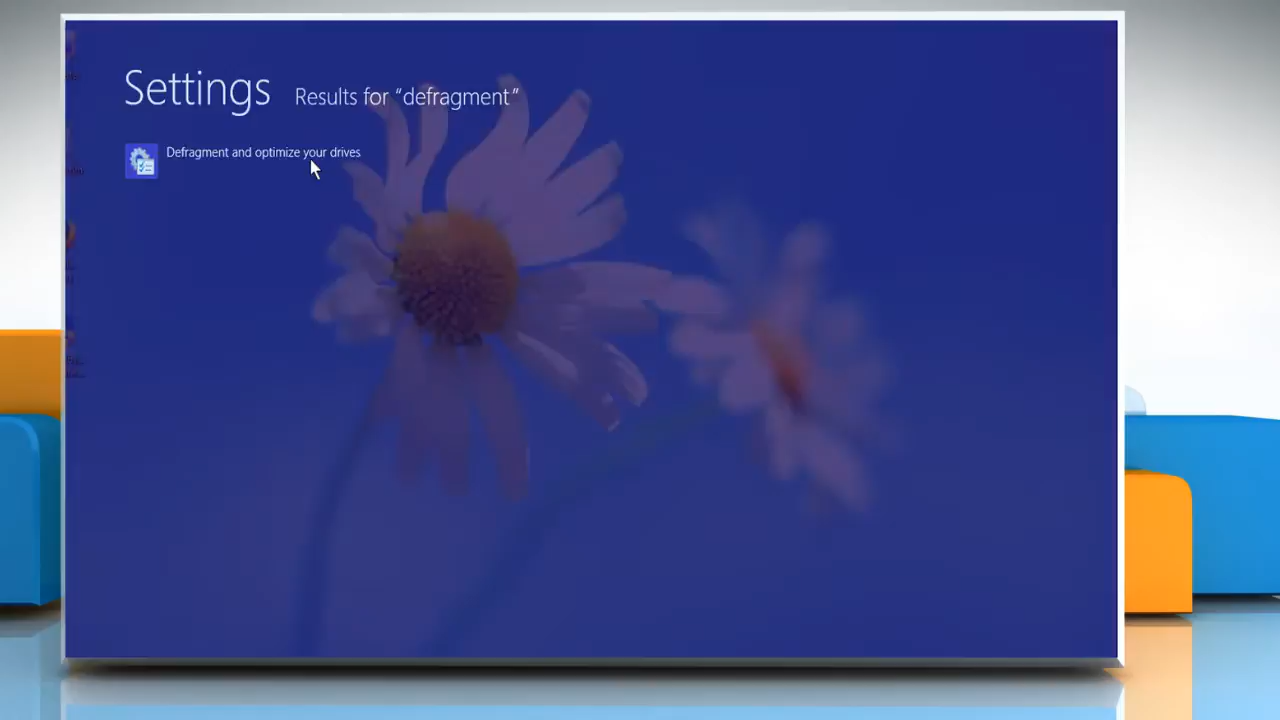 Settings Results for “defragment”
Defragment and optimize your drives